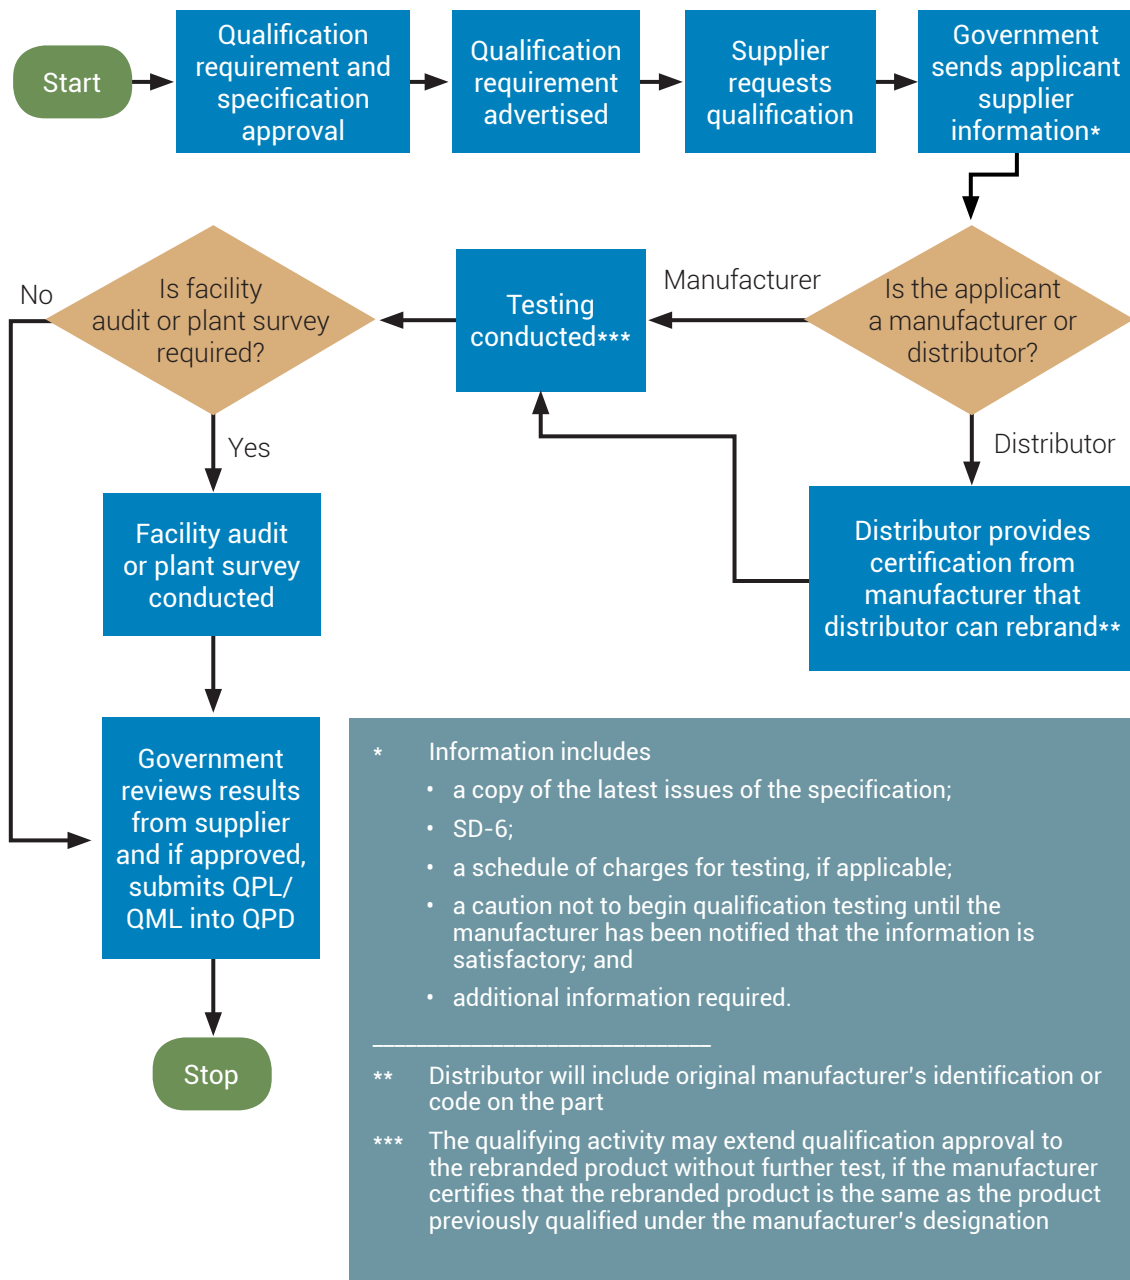 Start
Qualification
requirement and
specification
approval
Qualification
requirement
advertised
Supplier
requests
qualification
Government
sends applicant
supplier
information*
Is the applicant
a manufacturer or
distributor?
Manufacturer
Distributor
Distributor provides
certification from
manufacturer that
distributor can rebrand**
Testing
conducted***
Is facility
audit or plant survey
required?
No
Yes
Facility audit
or plant survey
conducted
Government
reviews results
from supplier
and if approved,
submits QPL/
QML into QPD
Stop
* Information includes
• a copy of the latest issues of the specification;
• SD-6;
• a schedule of charges for testing, if applicable;
• a caution not to begin qualification testing until the
manufacturer has been notified that the information is
satisfactory; and
• additional information required.
** Distributor will include original manufacturer's identification or
code on the part
*** The qualifying activity may extend qualification approval to
the rebranded product without further test, if the manufacturer
certifies that the rebranded product is the same as the product
previously qualified under the manufacturer's designation